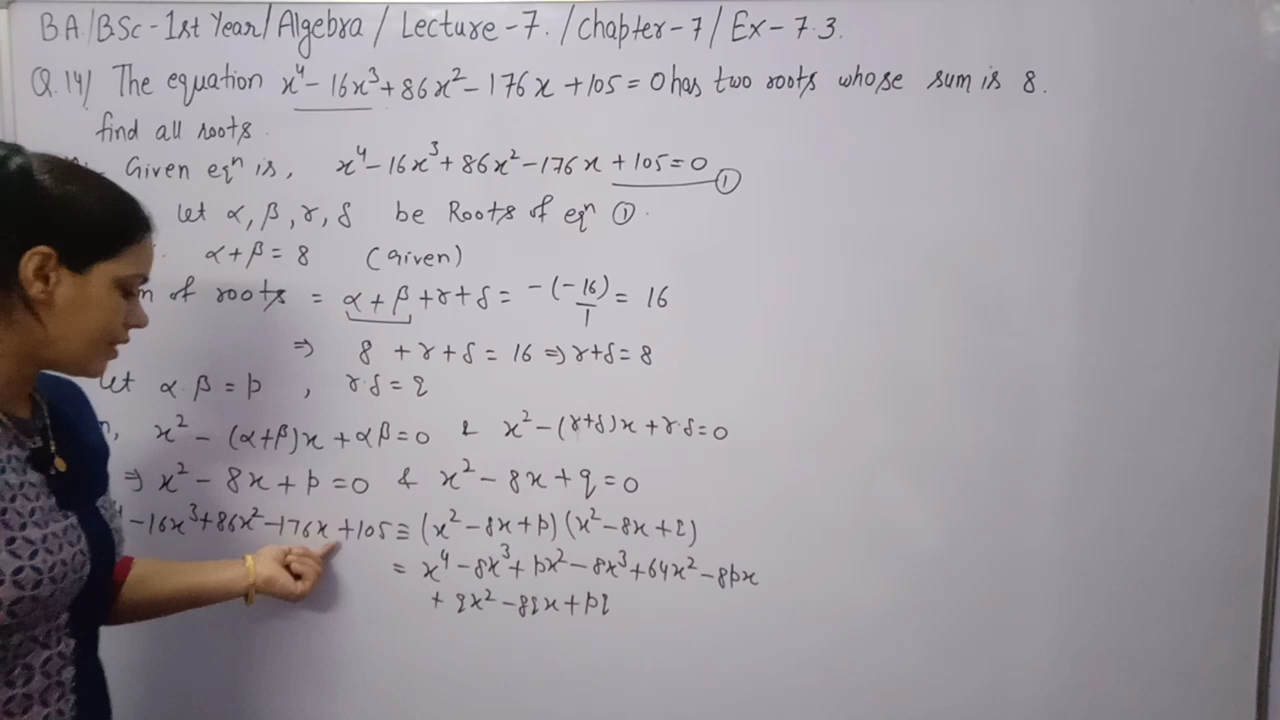 BA/BSc-1st Year/Algebra/Lecture-7./Chapter-7/Ex-7.3.
Q.14/ The equation x⁴-16x³+86x²-176x+105=0 has two roots whose sum is 8.
find all roots.
Given eqⁿ is, x⁴-16x³+86x²-176x+105=0 ①
Let α, β, γ, δ be Roots of eqⁿ ①.
α+β=8 (Given)
of roots = α+β+γ+δ = -(-16)/1 = 16
⇒ 8+γ+δ=16 ⇒ γ+δ=8
Let α.β=p, γ.δ=q
x²-(α+β)x+αβ=0 & x²-(γ+δ)x+γ.δ=0
⇒ x²-8x+p=0 & x²-8x+q=0
-16x³+86x²-176x+105≡(x²-8x+p)(x²-8x+q)
= x⁴-8x³+px²-8x³+64x²-8px
+qx²-8qx+pq